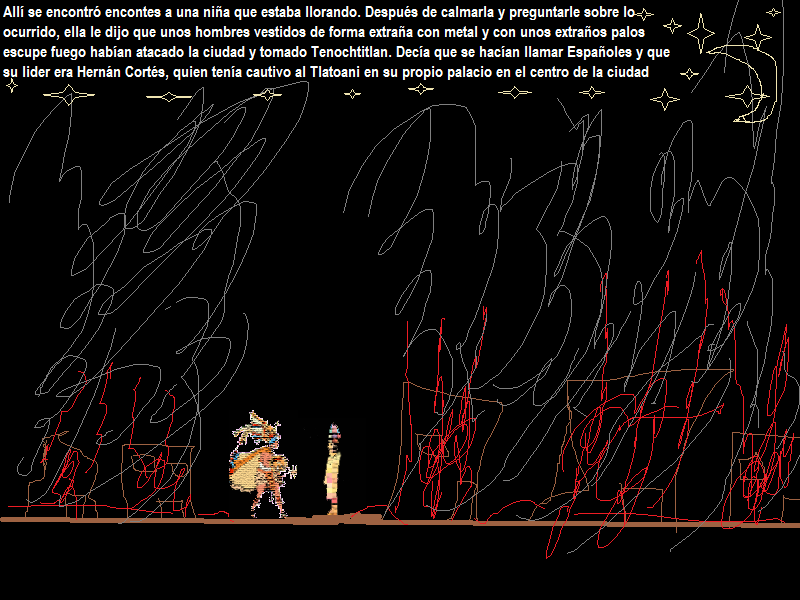 Allí se encontró encontes a una niña que estaba llorando. Después de calmarla y preguntarle sobre lo
ocurrido, ella le dijo que unos hombres vestidos de forma extraña con metal y con unos extraños palos
escupe fuego habían atacado la ciudad y tomado Tenochtitlan. Decía que se hacían llamar Españoles y que
su lider era Hernán Cortés, quien tenía cautivo al Tlatoani en su propio palacio en el centro de la ciudad